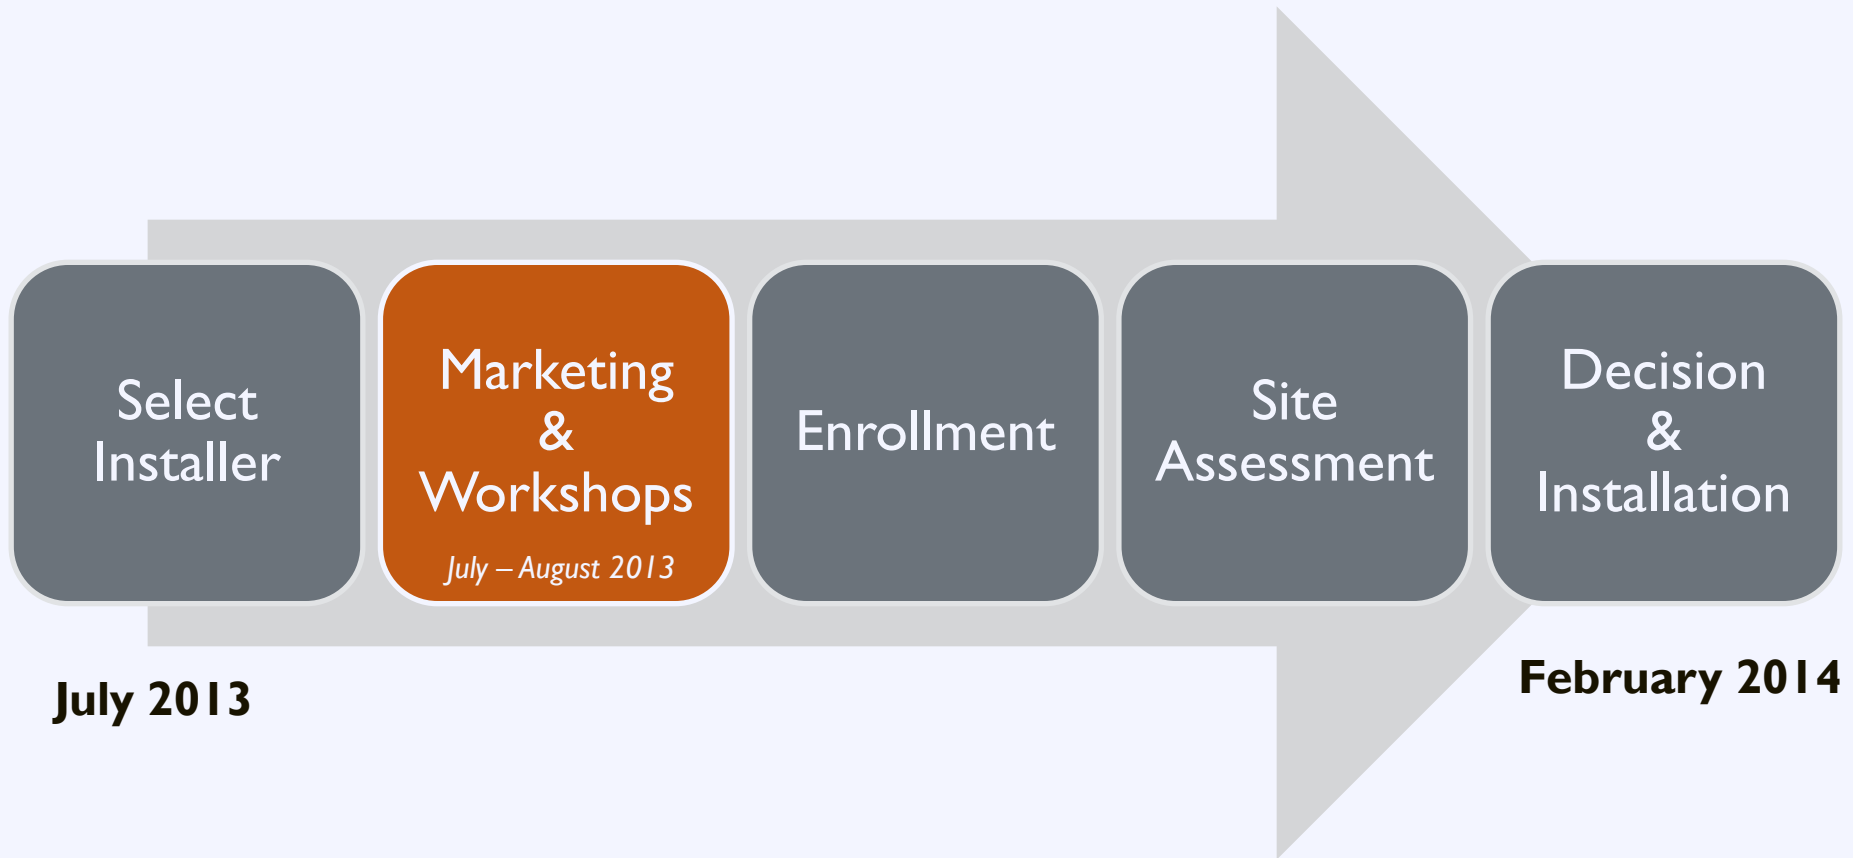 Select
Installer
Marketing
&
Workshops
July – August 2013
Enrollment
Site
Assessment
Decision
&
Installation
July 2013
February 2014